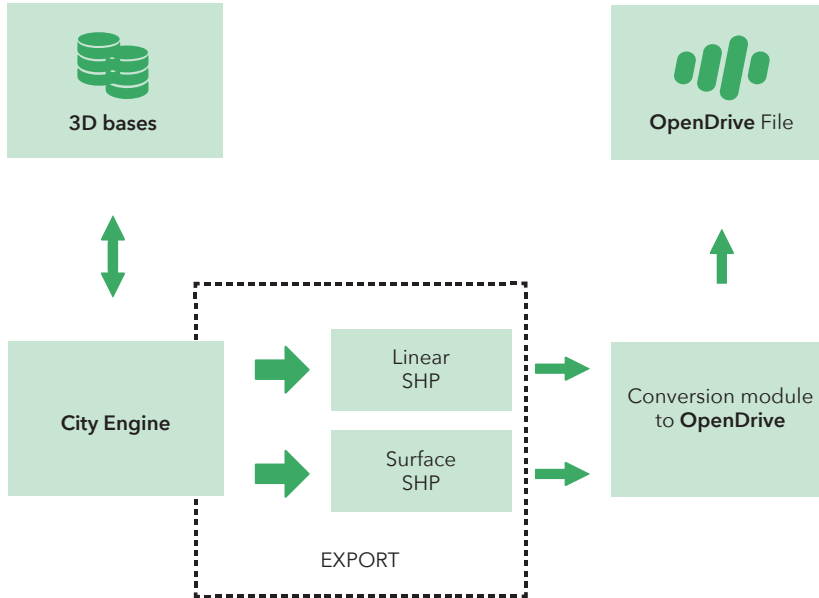 3D bases
OpenDrive File
City Engine
Linear
SHP
Surface
SHP
EXPORT
Conversion module
to OpenDrive